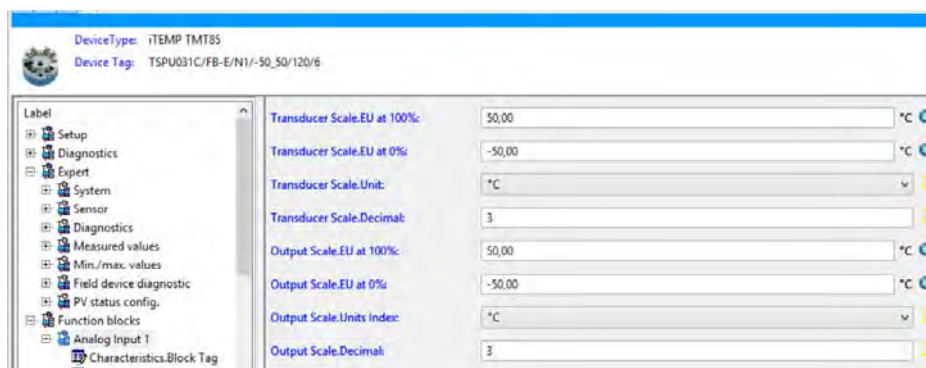 DeviceType: iTEMP TMT85
Device Tag: TSPU031C/FB-E/N1/-50_50/120/6
Label
Setup
Diagnostics
Expert
System
Sensor
Diagnostics
Measured values
Min./max. values
Field device diagnostic
PV status config.
Function blocks
Analog Input 1
Characteristics.Block Tag
Transducer Scale.EU at 100%: 50,00 °C
Transducer Scale.EU at 0%: -50,00 °C
Transducer Scale.Unit: °C
Transducer Scale.Decimal: 3
Output Scale.EU at 100%: 50,00 °C
Output Scale.EU at 0%: -50,00 °C
Output Scale.Units Index: °C
Output Scale.Decimal: 3